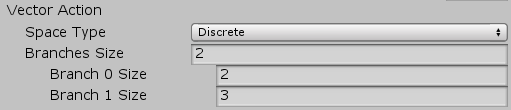 Vector Action
Space Type Discrete
Branches Size 2
Branch 0 Size 2
Branch 1 Size 3